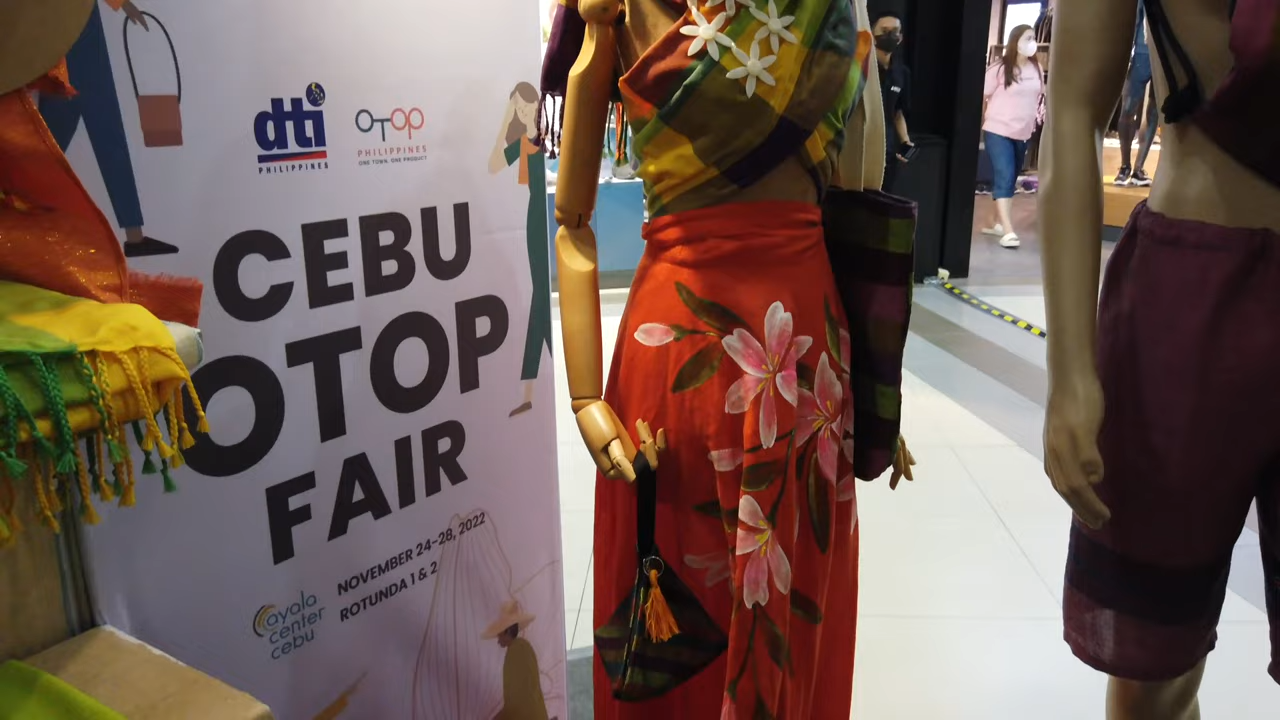 dti
PHILIPPINES
OTOP
PHILIPPINES
ONE TOWN, ONE PRODUCT
CEBU
OTOP
FAIR
NOVEMBER 24-28, 2022
ROTUNDA 1 & 2
ayala
center
cebu